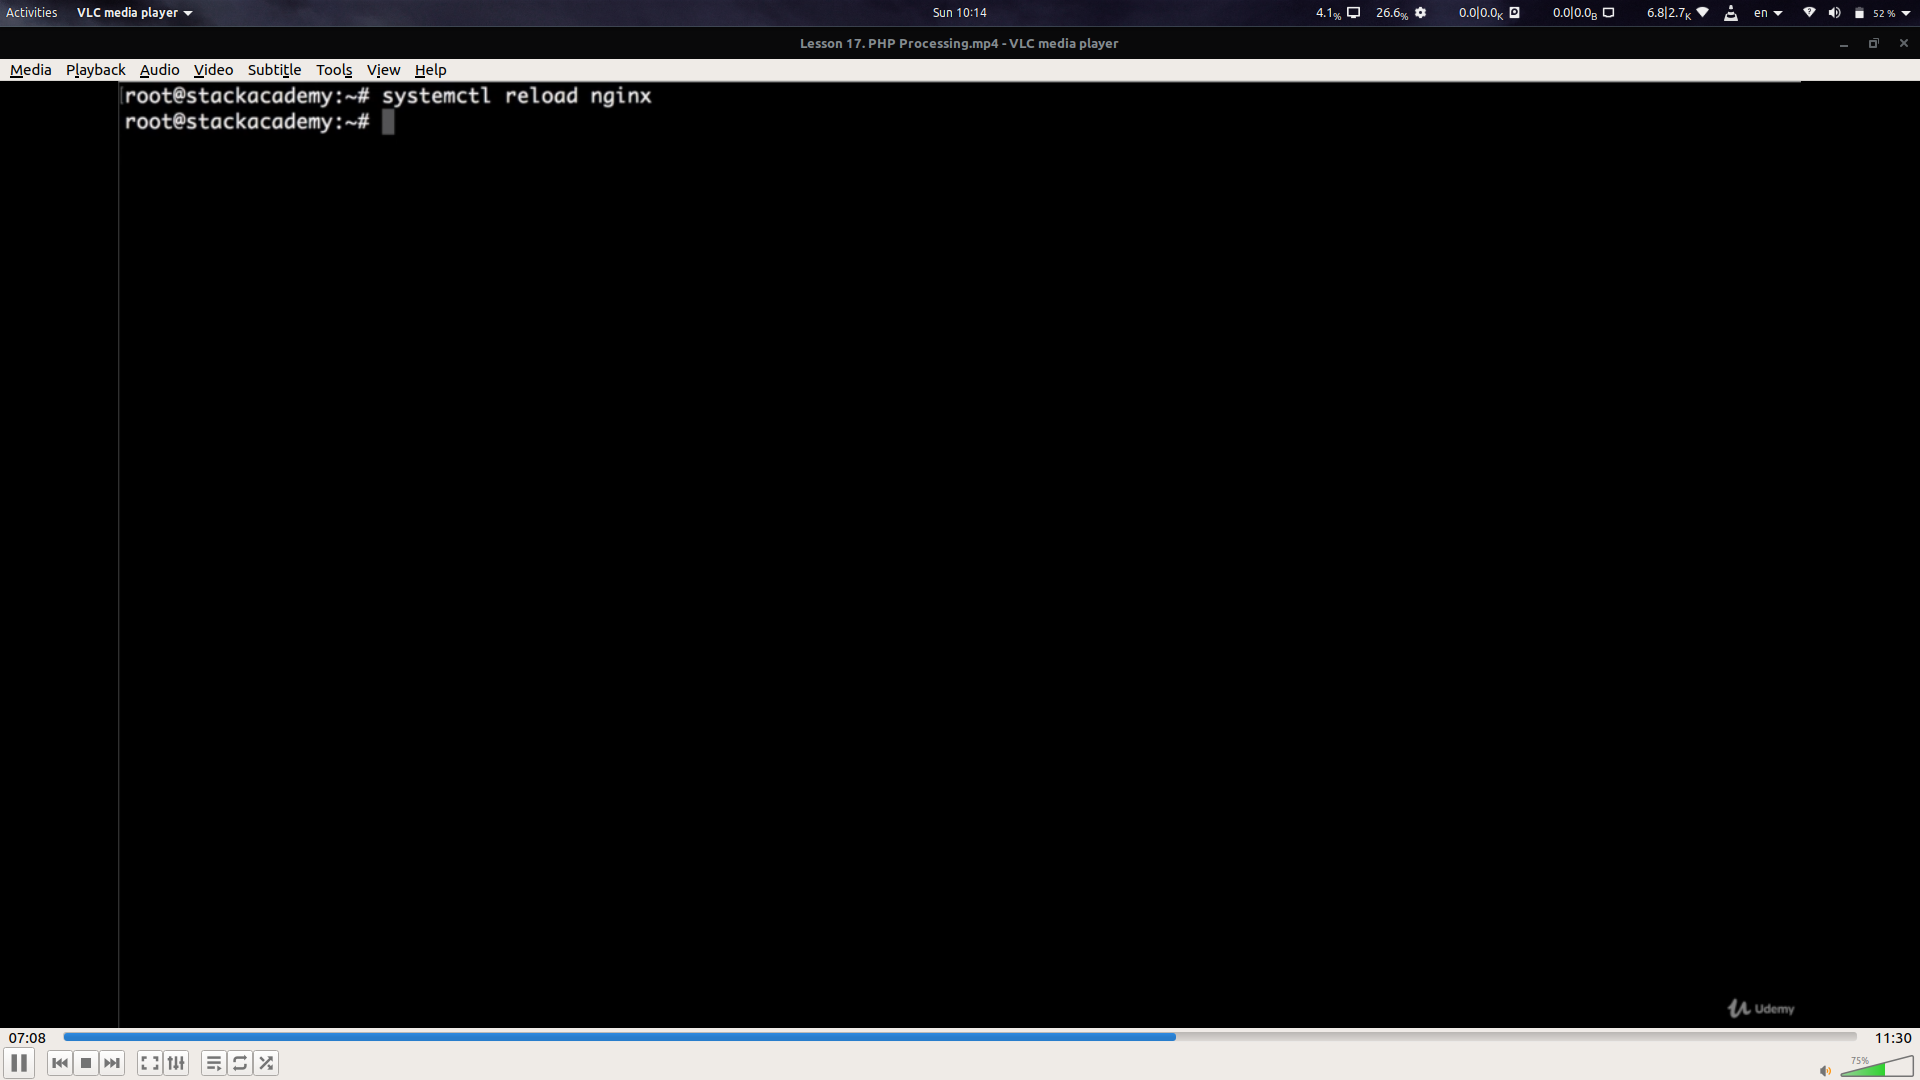 Activities VLC media player Sun 10:14 4.1% 26.6% 0.0|0.0K 0.0|0.0B 6.8|2.7K en 52 %
Lesson 17. PHP Processing.mp4 - VLC media player
Media Playback Audio Video Subtitle Tools View Help
root@stackacademy:~# systemctl reload nginx
root@stackacademy:~#
Udemy
07:08 11:30
75%